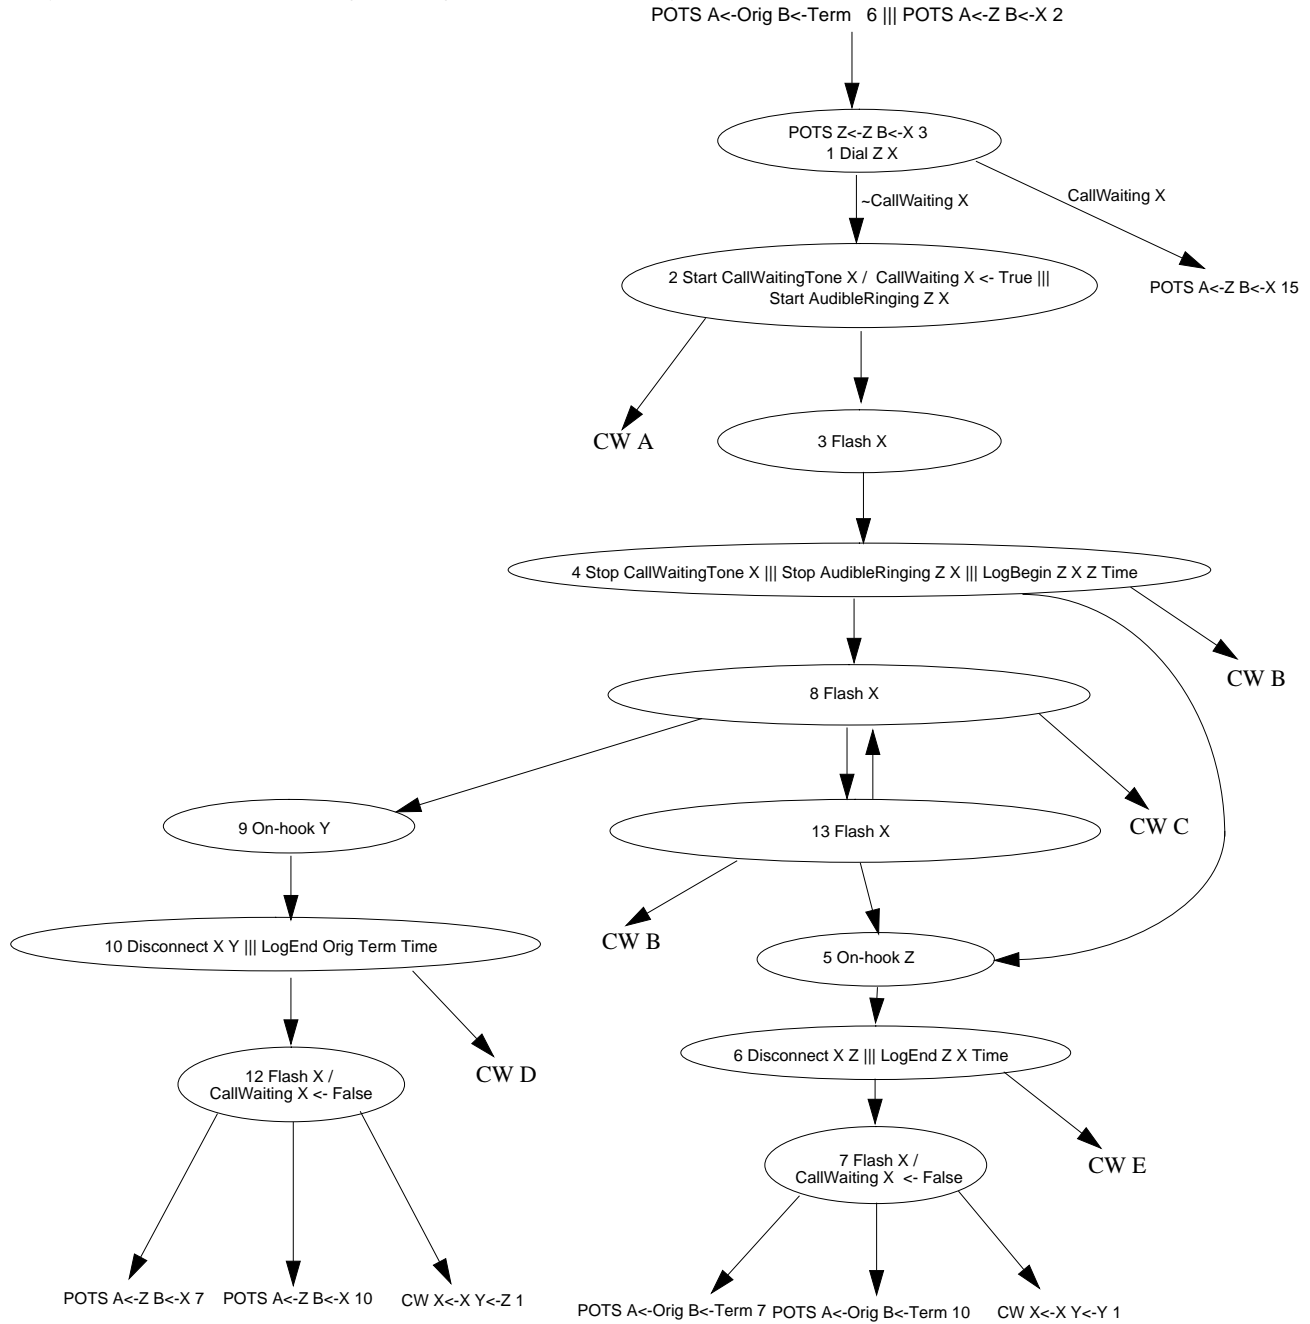 POTS A<-Orig B<-Term 6 ||| POTS A<-Z B<-X 2
POTS Z<-Z B<-X 3
1 Dial Z X
~CallWaiting X
CallWaiting X
2 Start CallWaitingTone X / CallWaiting X <- True |||
Start AudibleRinging Z X
POTS A<-Z B<-X 15
CW A
3 Flash X
4 Stop CallWaitingTone X ||| Stop AudibleRinging Z X ||| LogBegin Z X Z Time
CW B
8 Flash X
9 On-hook Y
13 Flash X
CW C
10 Disconnect X Y ||| LogEnd Orig Term Time
CW B
5 On-hook Z
12 Flash X /
CallWaiting X <- False
CW D
6 Disconnect X Z ||| LogEnd Z X Time
7 Flash X /
CallWaiting X <- False
CW E
POTS A<-Z B<-X 7
POTS A<-Z B<-X 10
CW X<-X Y<-Z 1
POTS A<-Orig B<-Term 7
POTS A<-Orig B<-Term 10
CW X<-X Y<-Y 1